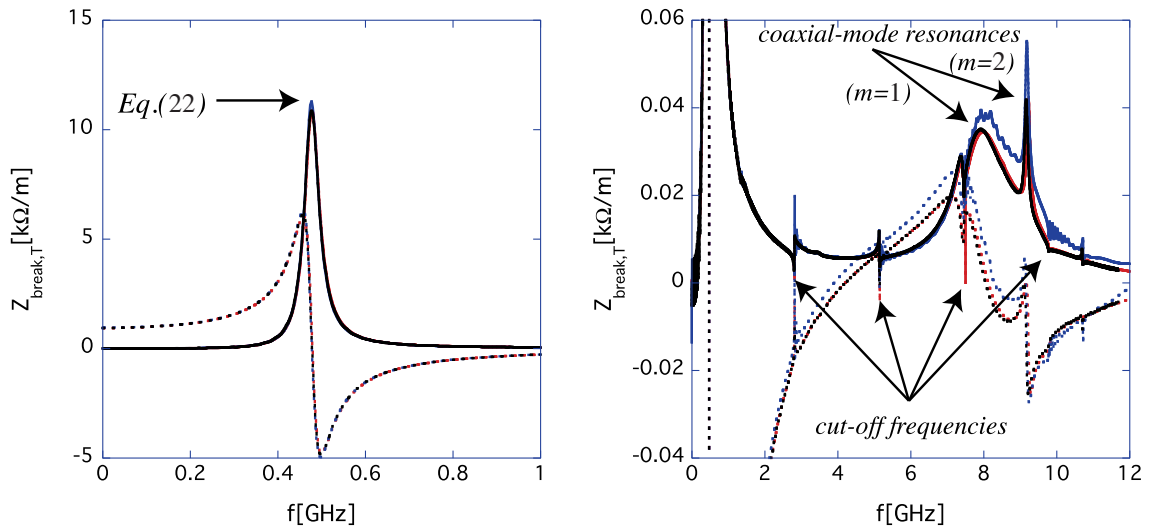 15
10
5
0
-5
0
0.2
0.4
0.6
0.8
1
f[GHz]
Z_break,T[kΩ/m]
Eq.(22)
0.06
0.04
0.02
0
-0.02
-0.04
0
2
4
6
8
10
12
f[GHz]
Z_break,T[kΩ/m]
coaxial-mode resonances
(m=2)
(m=1)
cut-off frequencies